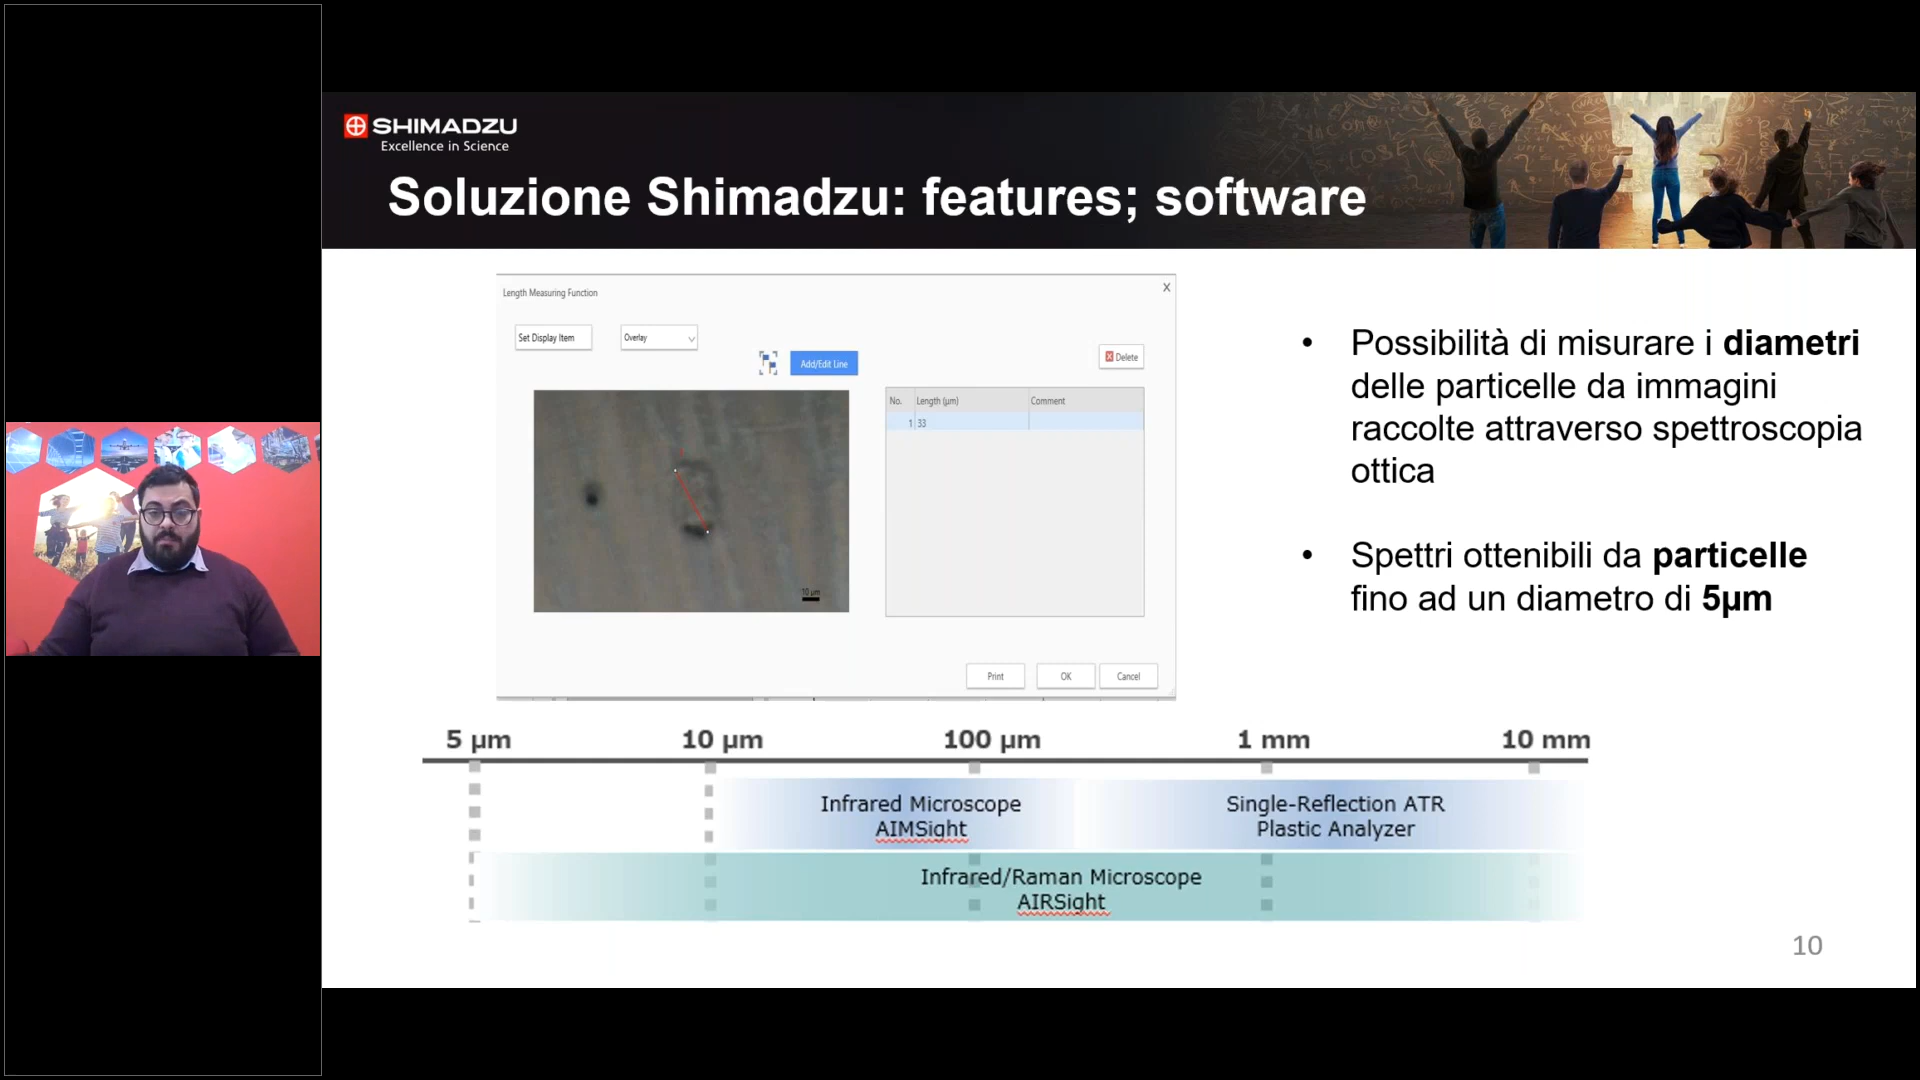 SHIMADZU
Excellence in Science
Soluzione Shimadzu: features; software
Length Measuring Function
X
Set Display Item
Overlay
Add/Edit Line
Delete
No. Length (µm) Comment
1 33
10 µm
Print OK Cancel
• Possibilità di misurare i diametri
delle particelle da immagini
raccolte attraverso spettroscopia
ottica
• Spettri ottenibili da particelle
fino ad un diametro di 5µm
5 µm 10 µm 100 µm 1 mm 10 mm
Infrared Microscope
AIMSight
Single-Reflection ATR
Plastic Analyzer
Infrared/Raman Microscope
AIRSight
10